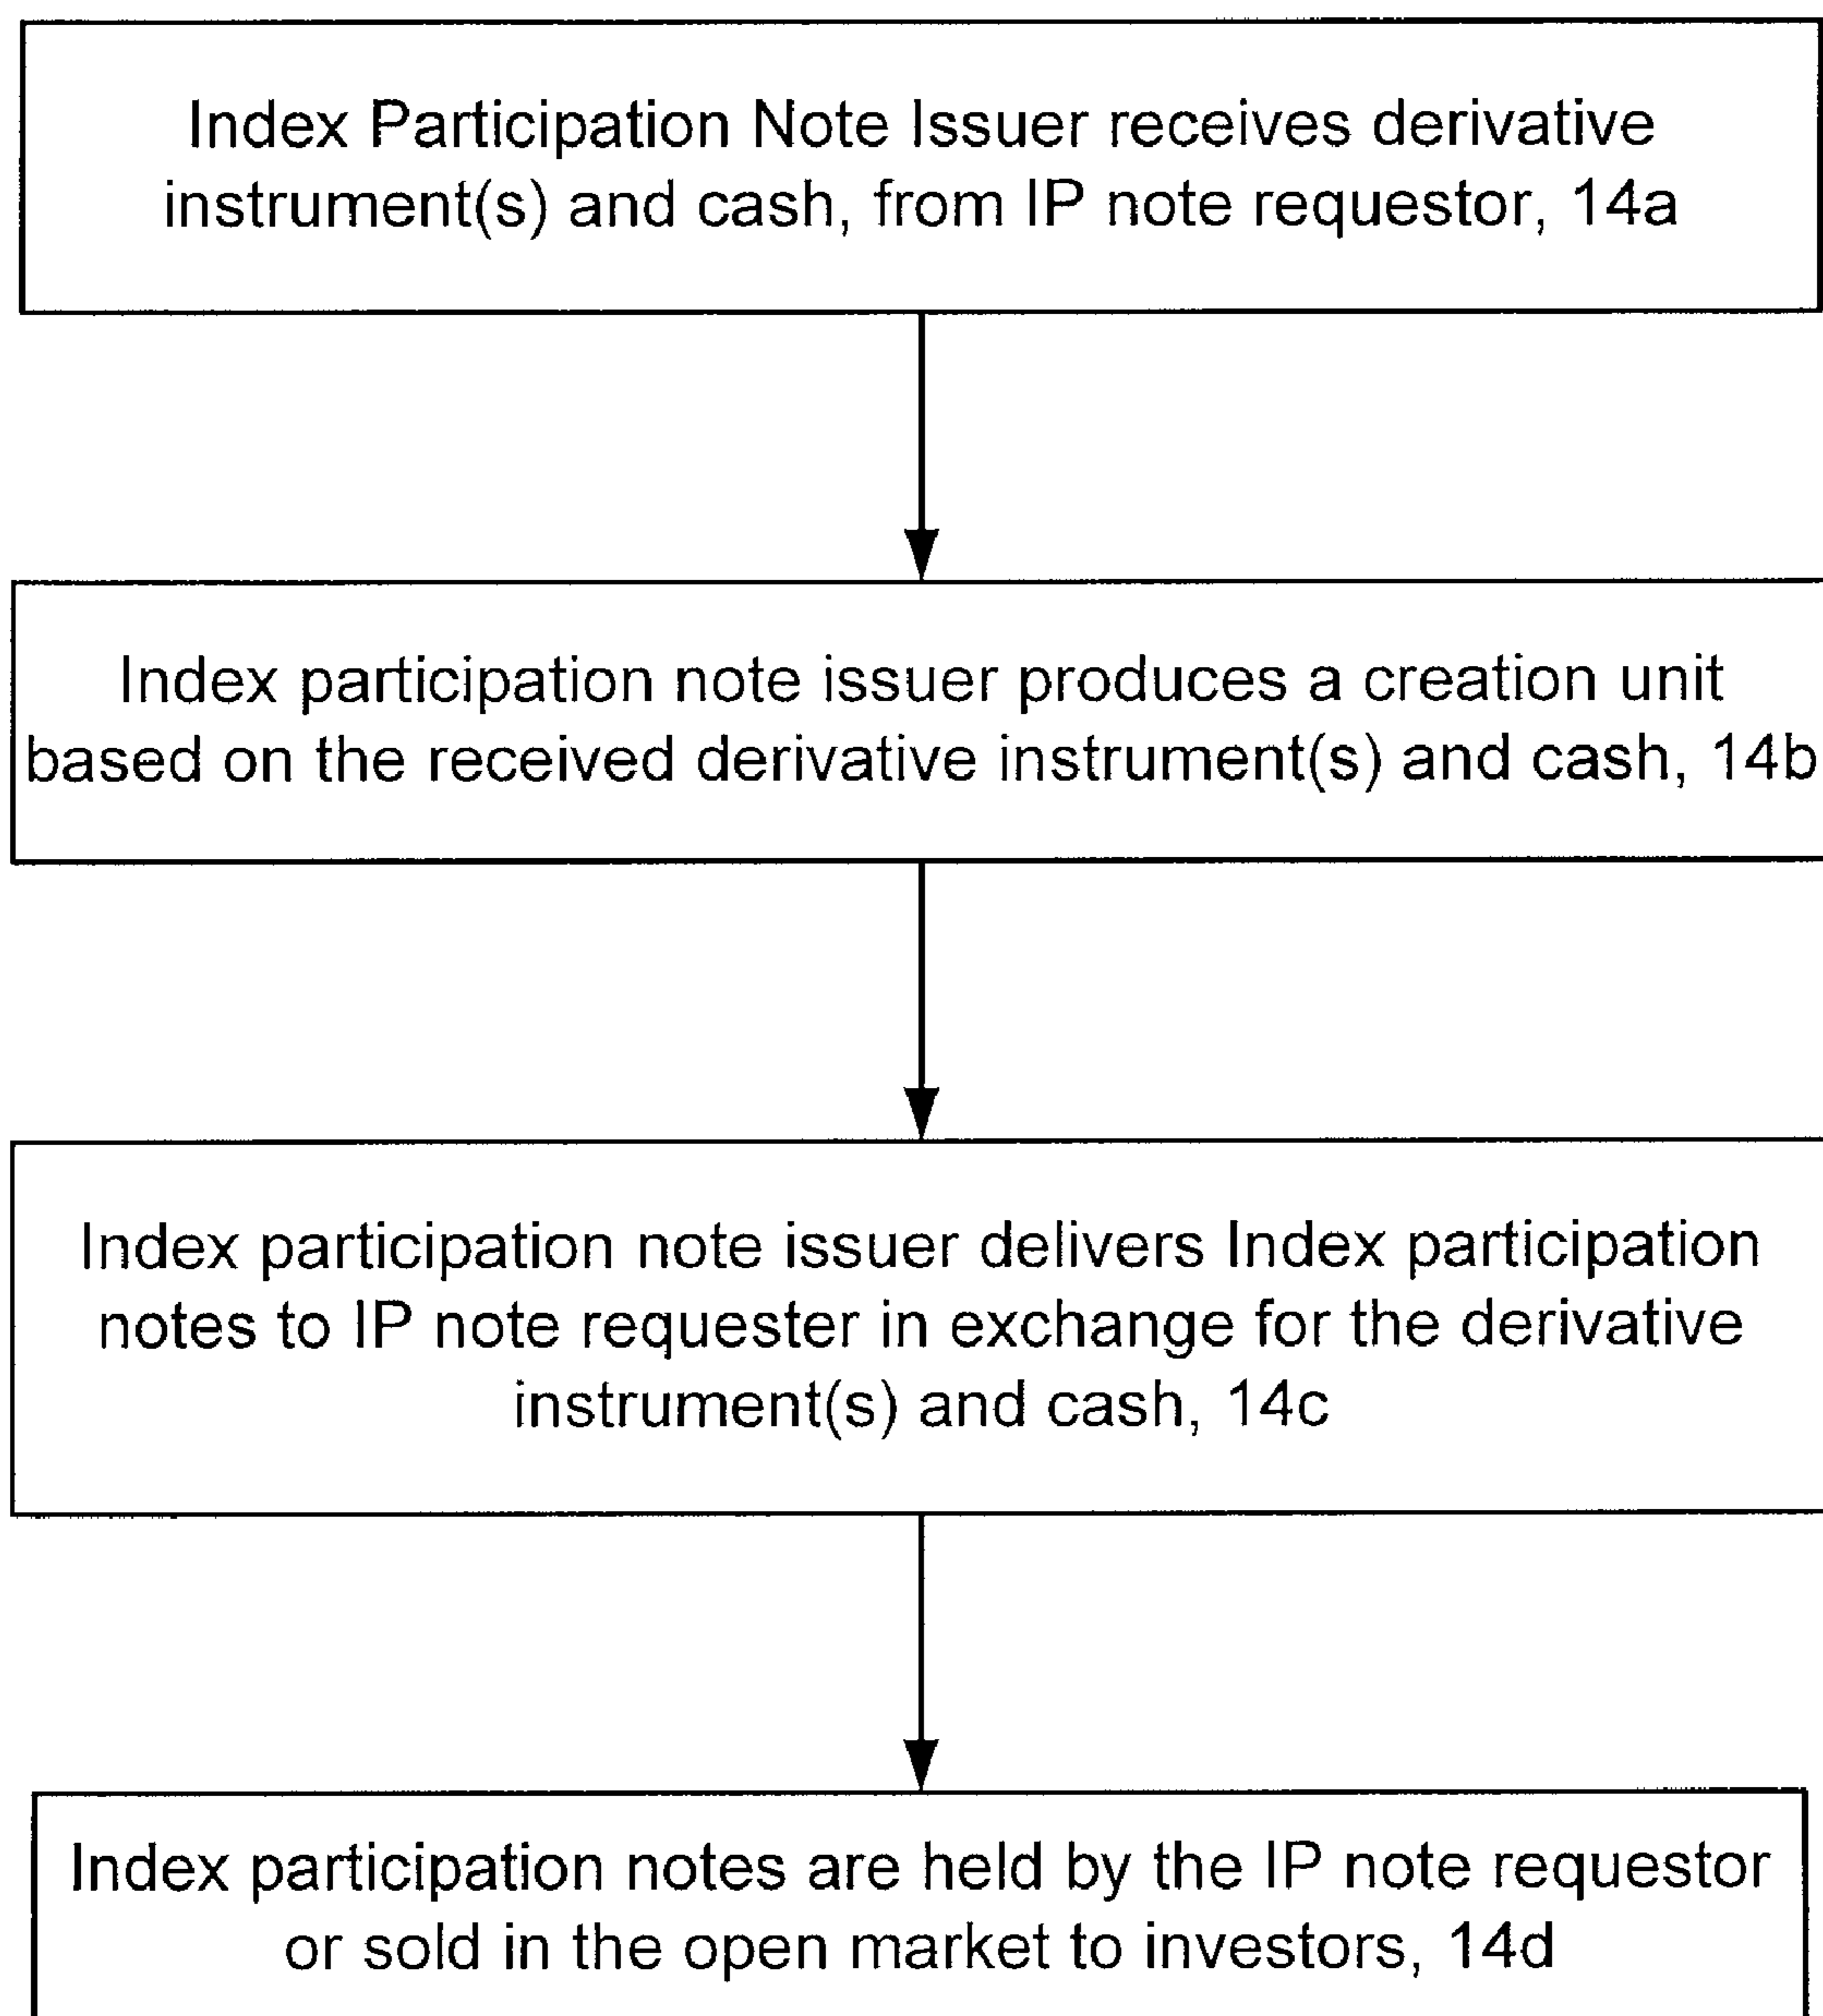 Index Participation Note Issuer receives derivative
instrument(s) and cash, from IP note requestor, 14a
Index participation note issuer produces a creation unit
based on the received derivative instrument(s) and cash, 14b
Index participation note issuer delivers Index participation
notes to IP note requester in exchange for the derivative
instrument(s) and cash, 14c
Index participation notes are held by the IP note requestor
or sold in the open market to investors, 14d